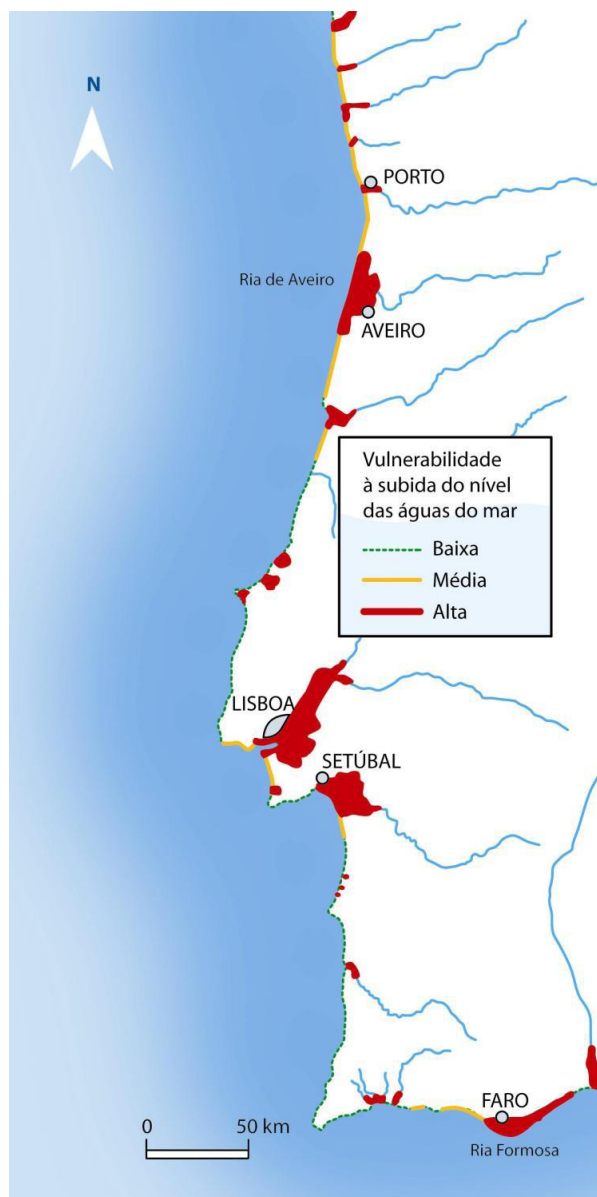 N
PORTO
Ria de Aveiro
AVEIRO
Vulnerabilidade
à subida do nível
das águas do mar
Baixa
Média
Alta
LISBOA
SETÚBAL
0 50 km
FARO
Ria Formosa